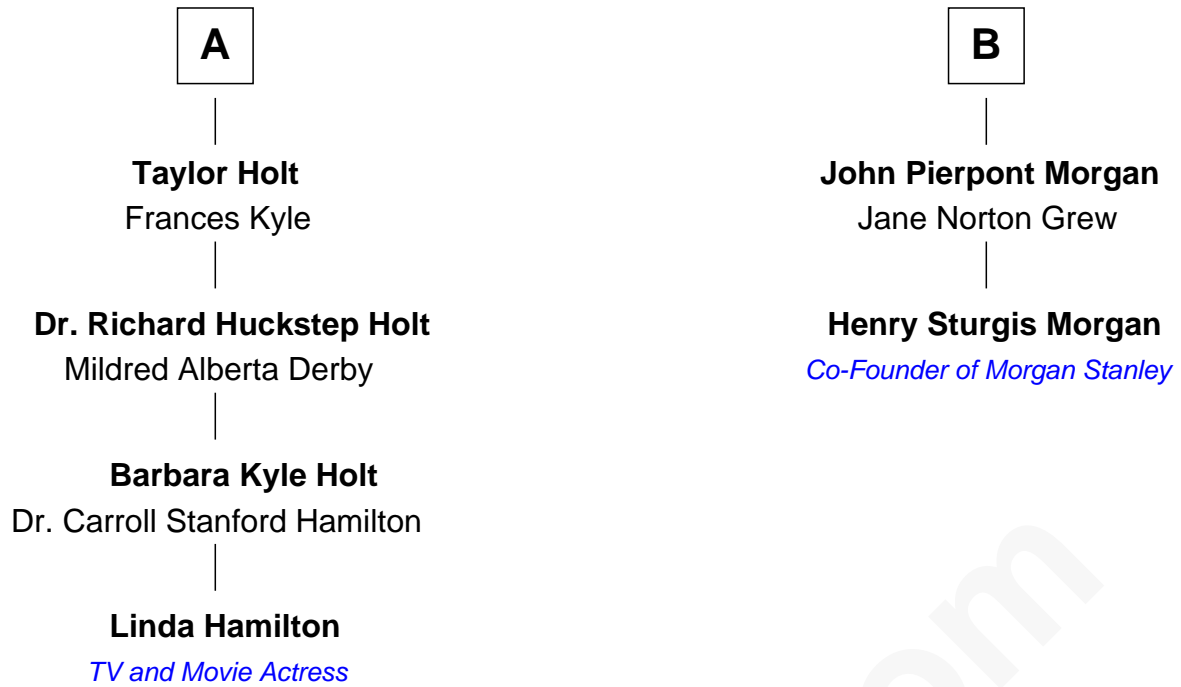 A
B
Taylor Holt
Frances Kyle
John Pierpont Morgan
Jane Norton Grew
Dr. Richard Huckstep Holt
Mildred Alberta Derby
Henry Sturgis Morgan
Co-Founder of Morgan Stanley
Barbara Kyle Holt
Dr. Carroll Stanford Hamilton
Linda Hamilton
TV and Movie Actress
om